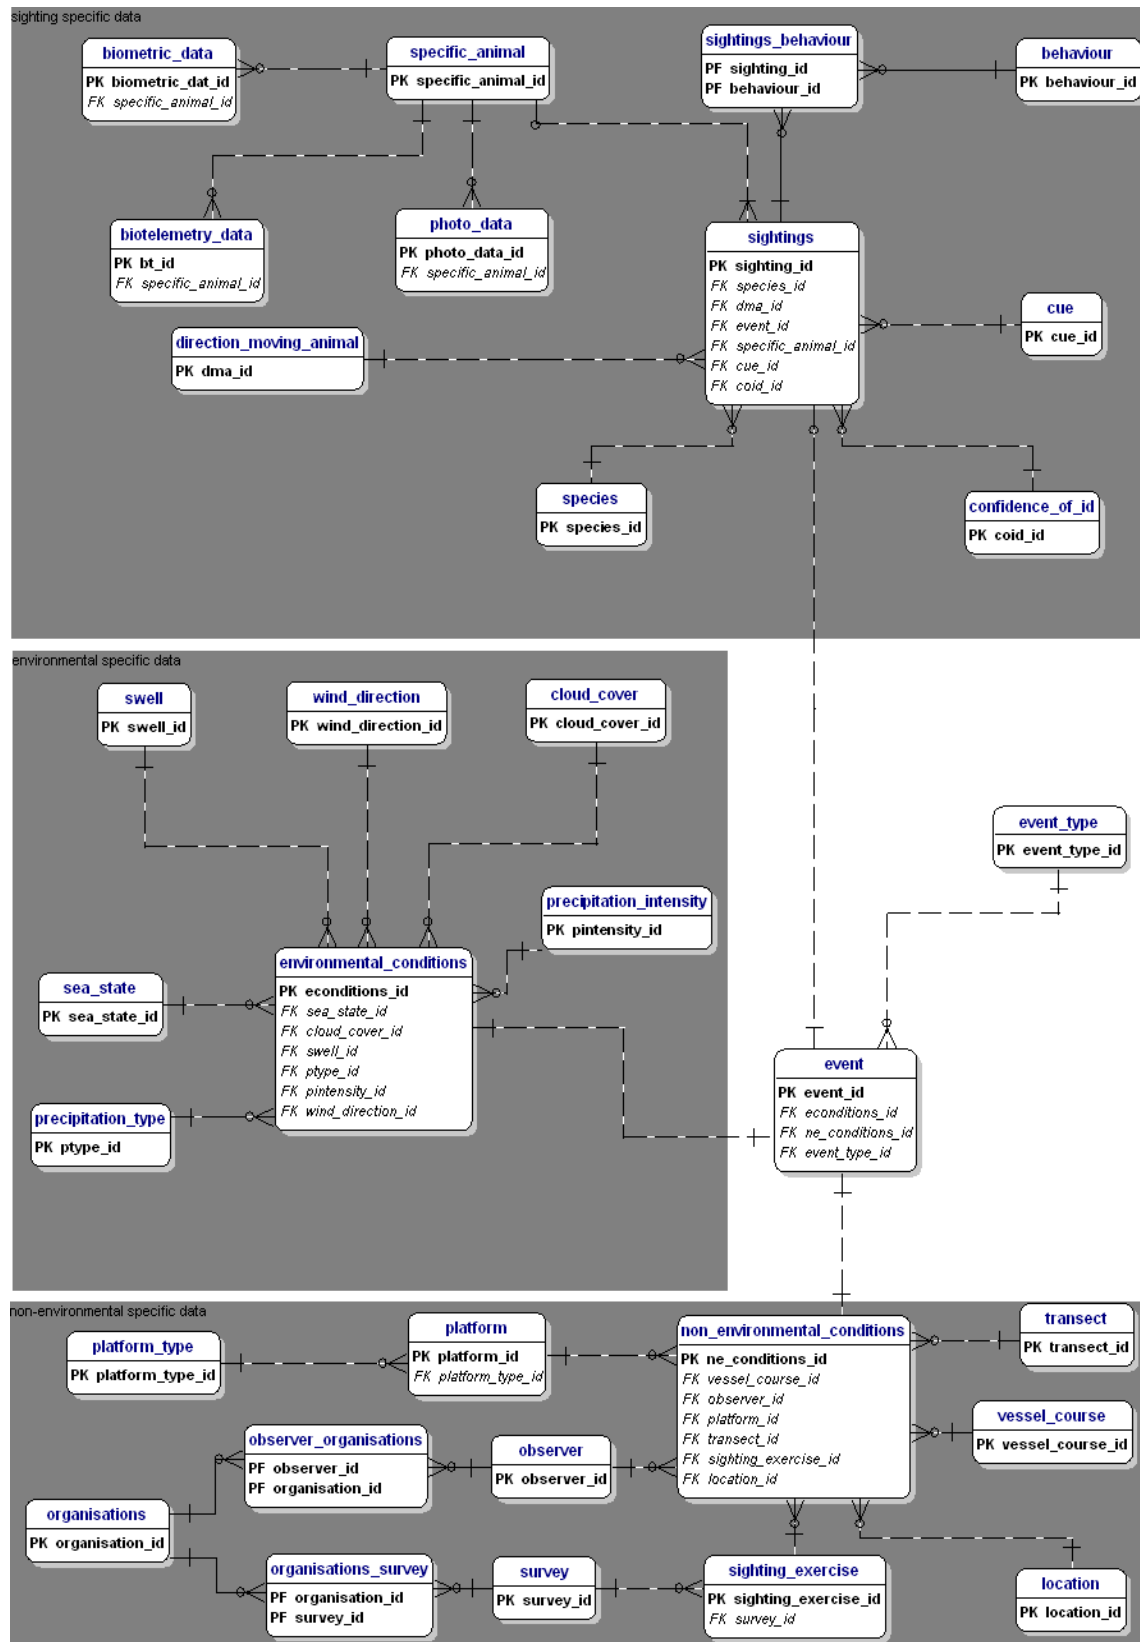 sighting specific data
biometric_data
PK biometric_dat_id
FK specific_animal_id
specific_animal
PK specific_animal_id
sightings_behaviour
PF sighting_id
PF behaviour_id
behaviour
PK behaviour_id
biotelemetry_data
PK bt_id
FK specific_animal_id
photo_data
PK photo_data_id
FK specific_animal_id
sightings
PK sighting_id
FK species_id
FK dma_id
FK event_id
FK specific_animal_id
FK cue_id
FK coid_id
cue
PK cue_id
direction_moving_animal
PK dma_id
species
PK species_id
confidence_of_id
PK coid_id
environmental specific data
swell
PK swell_id
wind_direction
PK wind_direction_id
cloud_cover
PK cloud_cover_id
event_type
PK event_type_id
precipitation_intensity
PK pintensity_id
environmental_conditions
PK econditions_id
FK sea_state_id
FK cloud_cover_id
FK swell_id
FK ptype_id
FK pintensity_id
FK wind_direction_id
sea_state
PK sea_state_id
precipitation_type
PK ptype_id
event
PK event_id
FK econditions_id
FK ne_conditions_id
FK event_type_id
non-environmental specific data
platform_type
PK platform_type_id
platform
PK platform_id
FK platform_type_id
non_environmental_conditions
PK ne_conditions_id
FK vessel_course_id
FK observer_id
FK platform_id
FK transect_id
FK sighting_exercise_id
FK location_id
transect
PK transect_id
vessel_course
PK vessel_course_id
observer_organisations
PF observer_id
PF organisation_id
observer
PK observer_id
organisations
PK organisation_id
organisations_survey
PF organisation_id
PF survey_id
survey
PK survey_id
sighting_exercise
PK sighting_exercise_id
FK survey_id
location
PK location_id